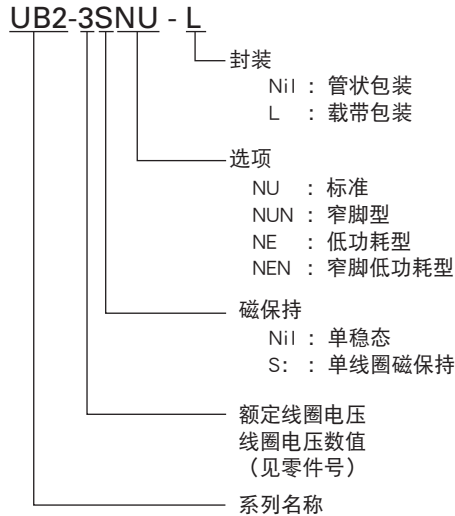 UB2-3SNU - L
封装
Nil : 管状包装
L : 载带包装
选项
NU : 标准
NUN : 窄脚型
NE : 低功耗型
NEN : 窄脚低功耗型
磁保持
Nil : 单稳态
S: : 单线圈磁保持
额定线圈电压
线圈电压数值
（见零件号）
系列名称